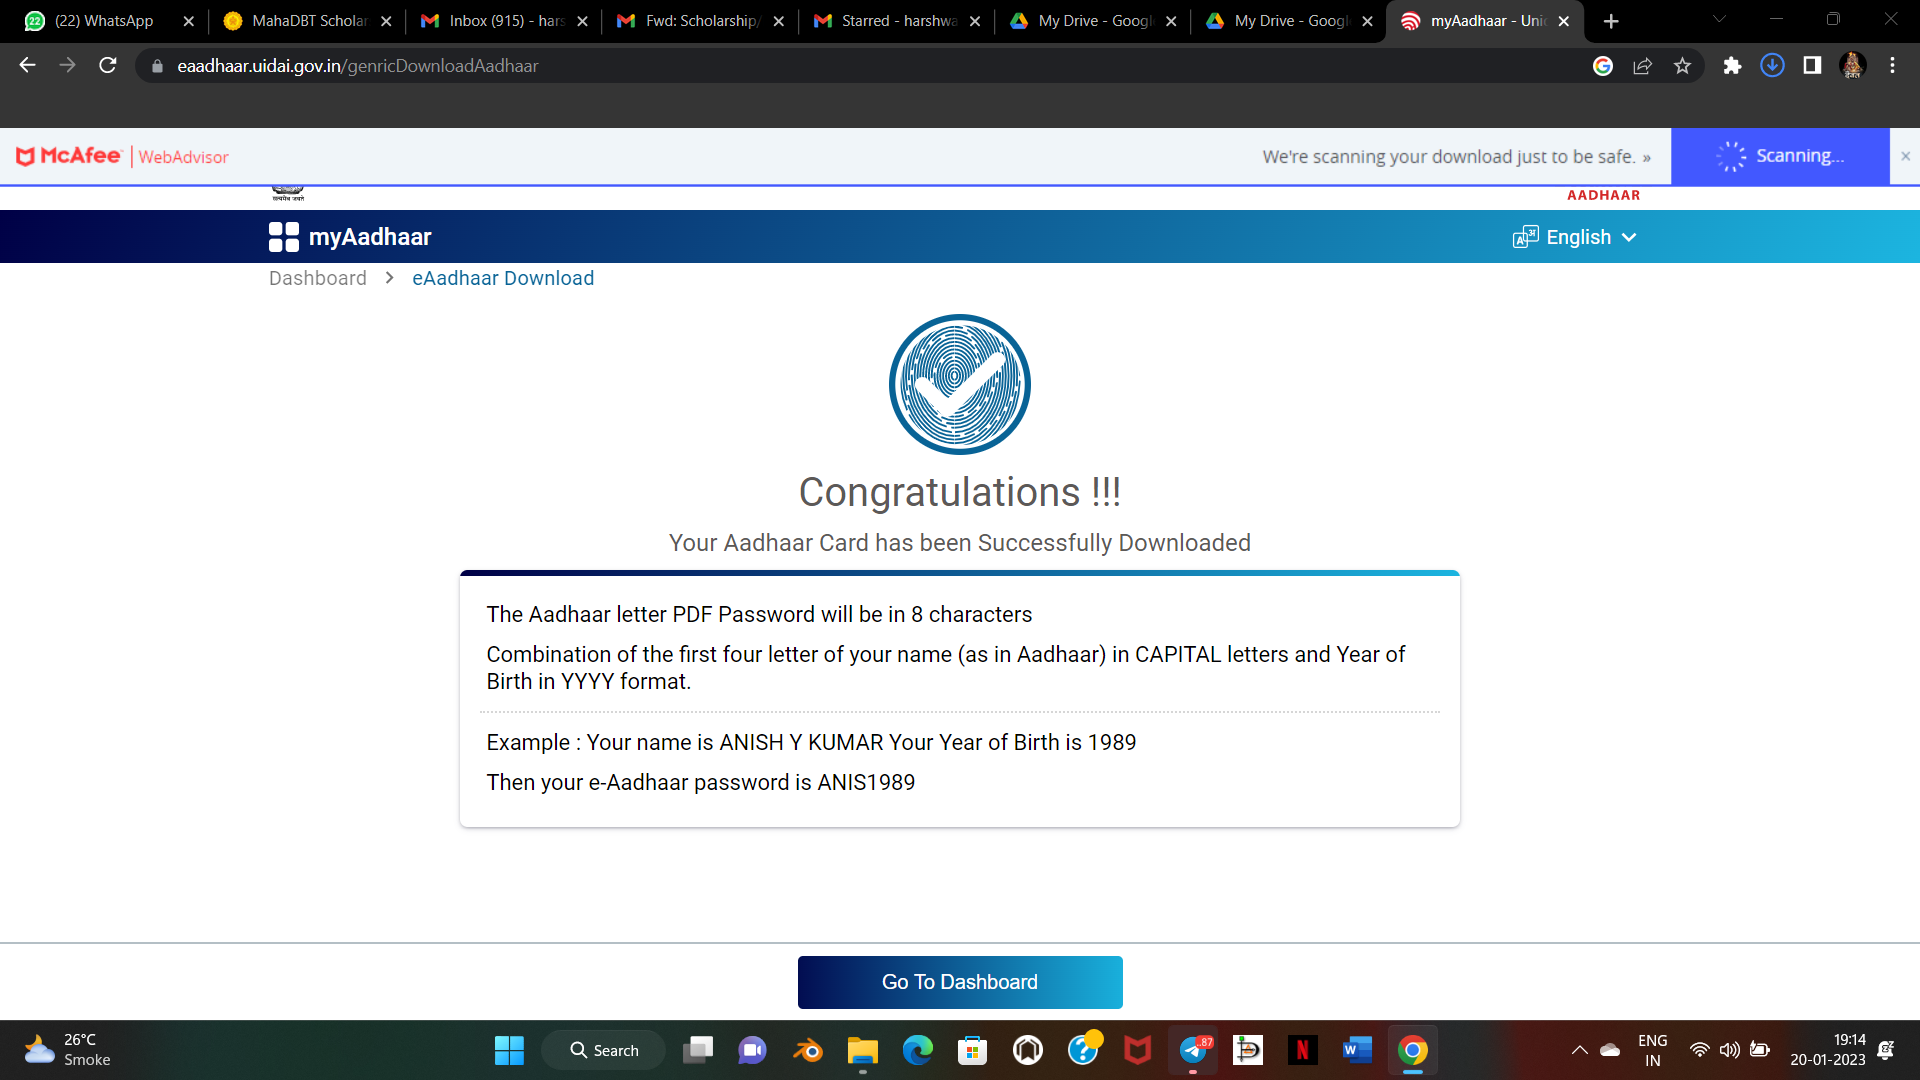 (22) WhatsApp
MahaDBT Scholar
Inbox (915) - hars
Fwd: Scholarship/
Starred - harshwa
My Drive - Googl
My Drive - Googl
myAadhaar - Uni
eaadhaar.uidai.gov.in/genricDownloadAadhaar
McAfee | WebAdvisor
We're scanning your download just to be safe. »
Scanning...
सत्यमेव जयते
AADHAAR
myAadhaar
English
Dashboard > eAadhaar Download
Congratulations !!!
Your Aadhaar Card has been Successfully Downloaded
The Aadhaar letter PDF Password will be in 8 characters
Combination of the first four letter of your name (as in Aadhaar) in CAPITAL letters and Year of
Birth in YYYY format.
Example : Your name is ANISH Y KUMAR Your Year of Birth is 1989
Then your e-Aadhaar password is ANIS1989
Go To Dashboard
26°C
Smoke
Search
87
ENG
IN
19:14
20-01-2023